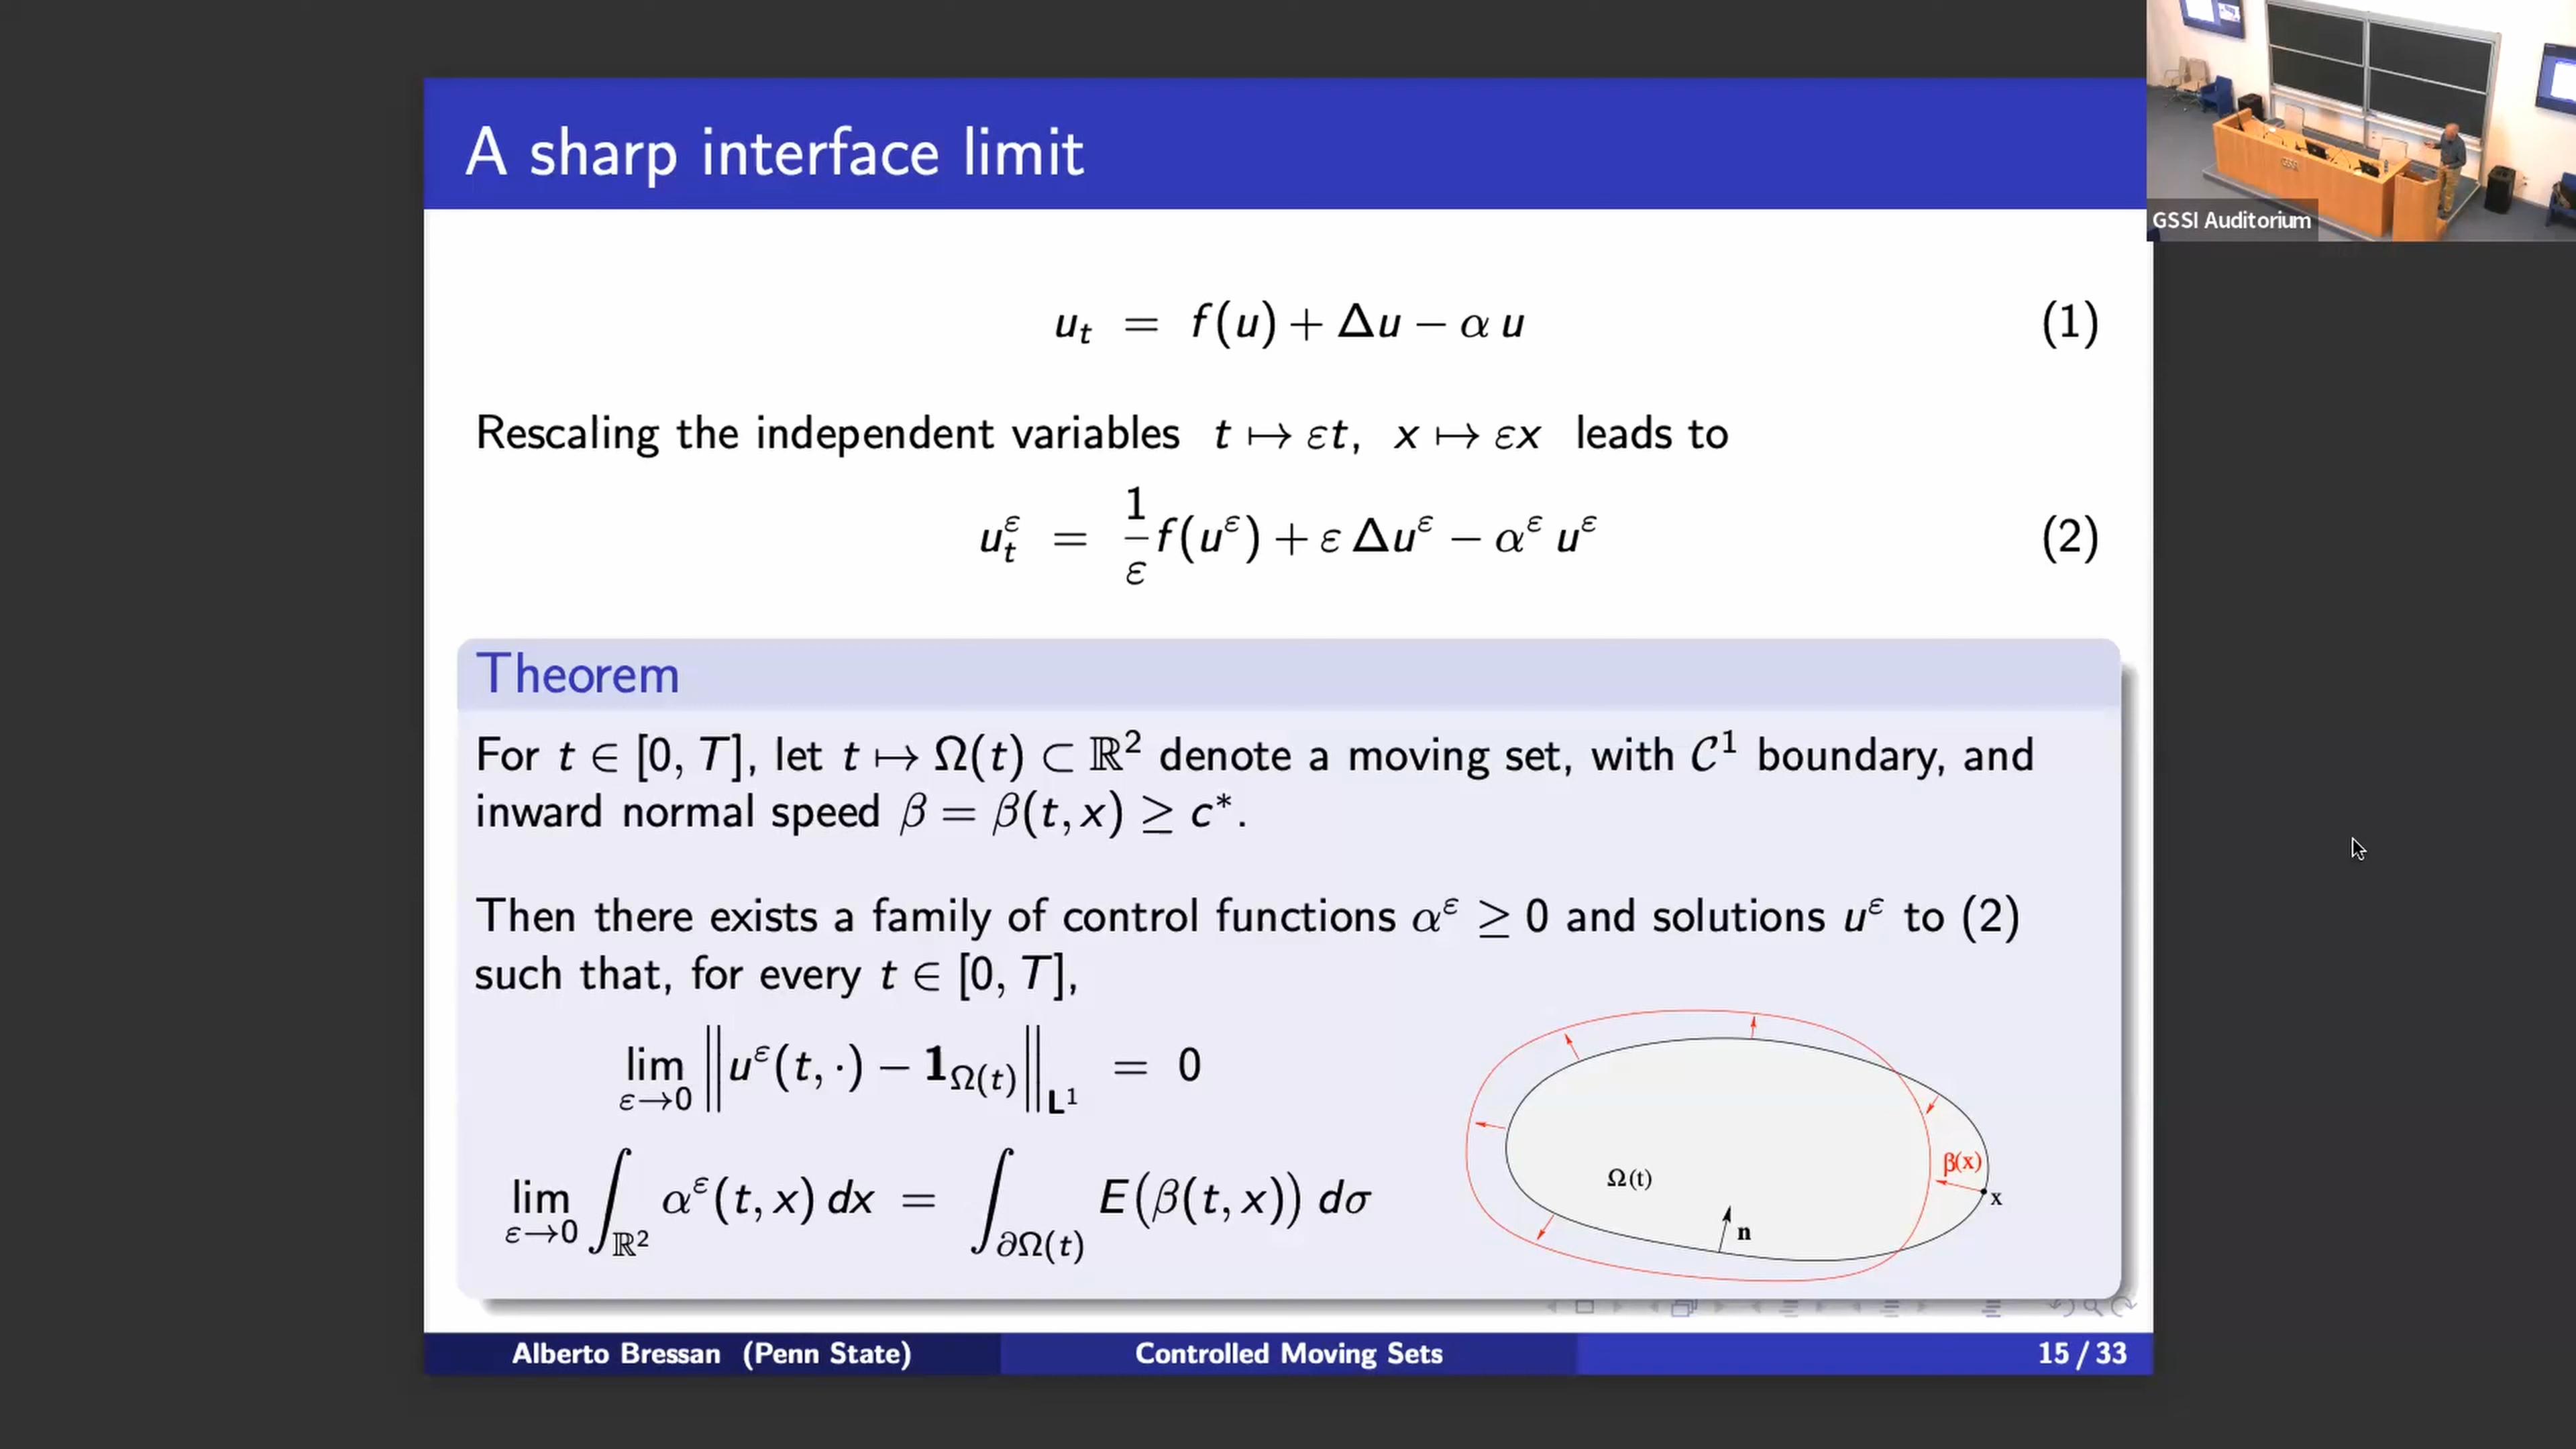 A sharp interface limit
GSSI Auditorium
u_t = f(u) + Δu − α u (1)
Rescaling the independent variables t ↦ εt, x ↦ εx leads to
u^ε_t = 1/ε f(u^ε) + ε Δu^ε − α^ε u^ε (2)
Theorem
For t ∈ [0, T], let t ↦ Ω(t) ⊂ ℝ² denote a moving set, with 𝒞¹ boundary, and
inward normal speed β = β(t, x) ≥ c*.
Then there exists a family of control functions α^ε ≥ 0 and solutions u^ε to (2)
such that, for every t ∈ [0, T],
lim_{ε→0} ‖u^ε(t, ·) − 1_{Ω(t)}‖_{L¹} = 0
lim_{ε→0} ∫_{ℝ²} α^ε(t, x) dx = ∫_{∂Ω(t)} E(β(t, x)) dσ
Ω(t)
β(x)
x
n
Alberto Bressan (Penn State) Controlled Moving Sets 15 / 33